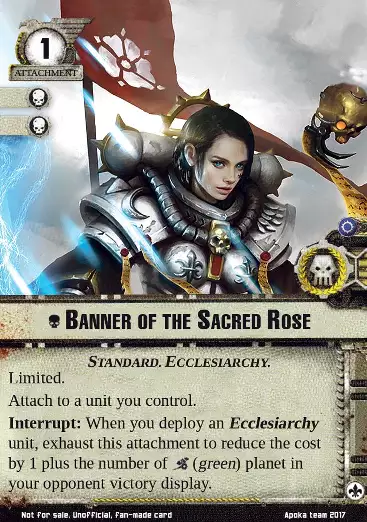 1
ATTACHMENT
BANNER OF THE SACRED ROSE
STANDARD. ECCLESIARCHY.
Limited.
Attach to a unit you control.
Interrupt: When you deploy an Ecclesiarchy
unit, exhaust this attachment to reduce the cost
by 1 plus the number of (green) planet in
your opponent victory display.
Not for sale. Unofficial, fan-made card
Apoka team 2017